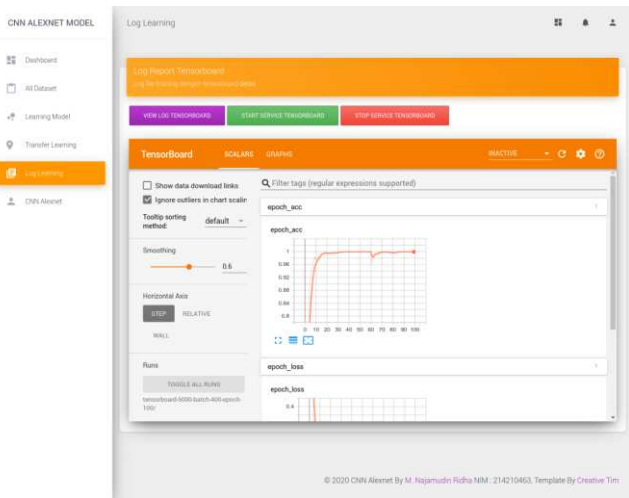 CNN ALEXNET MODEL
Log Learning
Dashboard
All Dataset
Learning Model
Transfer Learning
Log Learning
CNN Alexnet
Log Report Tensorboard
VIEW LOG TENSORBOARD
START SERVICE TENSORBOARD
STOP SERVICE TENSORBOARD
TensorBoard
SCALARS
GRAPHS
INACTIVE
Show data download links
Ignore outliers in chart scalin
Tooltip sorting
method:
default
Smoothing
0.6
Horizontal Axis
STEP
RELATIVE
WALL
Runs
TOGGLE ALL RUNS
Filter tags (regular expressions supported)
epoch_acc
1
epoch_acc
1
0.96
0.92
0.88
0.84
0.8
0 10 20 30 40 50 60 70 80 90 100
epoch_loss
1
epoch_loss
0.4
© 2020 CNN Alexnet By M. Najamudin Ridha NIM : 214210463, Template By Creative Tim